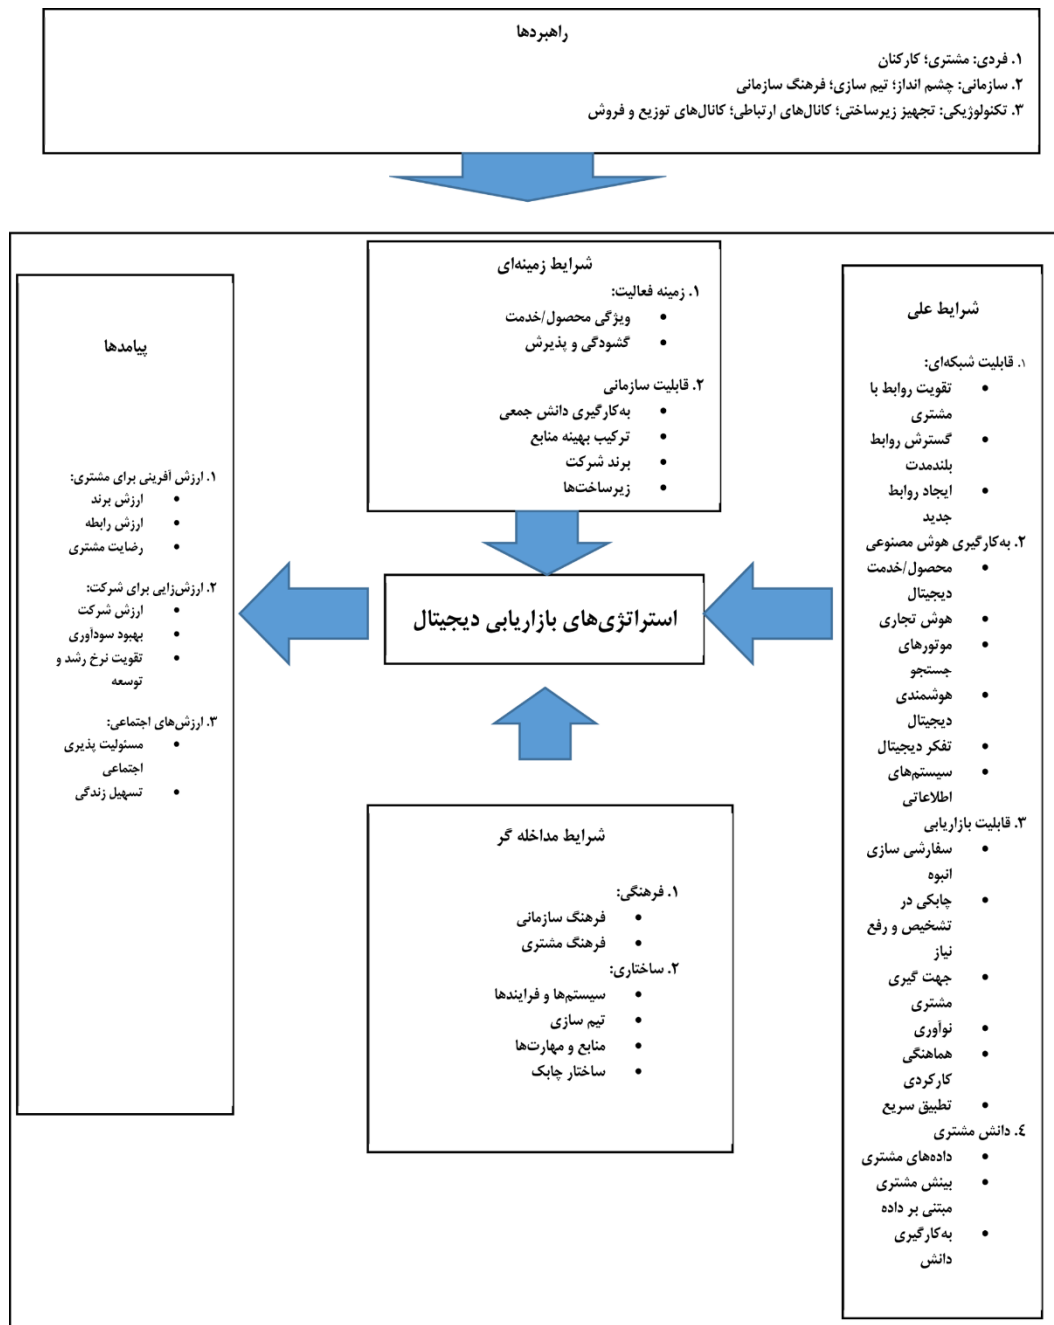 راهبردها
۱. فردی: مشتری؛ کارکنان
۲. سازمانی: چشم انداز؛ تیم سازی؛ فرهنگ سازمانی
۳. تکنولوژیکی: تجهیز زیرساختی؛ کانال‌های ارتباطی؛ کانال‌های توزیع و فروش
شرایط علی
۱. قابلیت شبکه‌ای:
• تقویت روابط با
مشتری
• گسترش روابط
بلندمدت
• ایجاد روابط
جدید
۲. به‌کارگیری هوش مصنوعی
• محصول/خدمت
دیجیتال
• هوش تجاری
• موتورهای
جستجو
• هوشمندی
دیجیتال
• تفکر دیجیتال
• سیستم‌های
اطلاعاتی
۳. قابلیت بازاریابی
• سفارشی سازی
انبوه
• چابکی در
تشخیص و رفع
نیاز
• جهت گیری
مشتری
• نوآوری
• هماهنگی
کارکردی
• تطبیق سریع
٤. دانش مشتری
• داده‌های مشتری
• بینش مشتری
مبتنی بر داده
• به‌کارگیری
دانش
شرایط زمینه‌ای
۱. زمینه فعالیت:
• ویژگی محصول/خدمت
• گشودگی و پذیرش
۲. قابلیت سازمانی
• به‌کارگیری دانش جمعی
• ترکیب بهینه منابع
• برند شرکت
• زیرساخت‌ها
استراتژی‌های بازاریابی دیجیتال
شرایط مداخله گر
۱. فرهنگی:
• فرهنگ سازمانی
• فرهنگ مشتری
۲. ساختاری:
• سیستم‌ها و فرایندها
• تیم سازی
• منابع و مهارت‌ها
• ساختار چابک
پیامدها
۱. ارزش آفرینی برای مشتری:
• ارزش برند
• ارزش رابطه
• رضایت مشتری
۲. ارزش‌زایی برای شرکت:
• ارزش شرکت
• بهبود سودآوری
• تقویت نرخ رشد و
توسعه
۳. ارزش‌های اجتماعی:
• مسئولیت پذیری
اجتماعی
• تسهیل زندگی